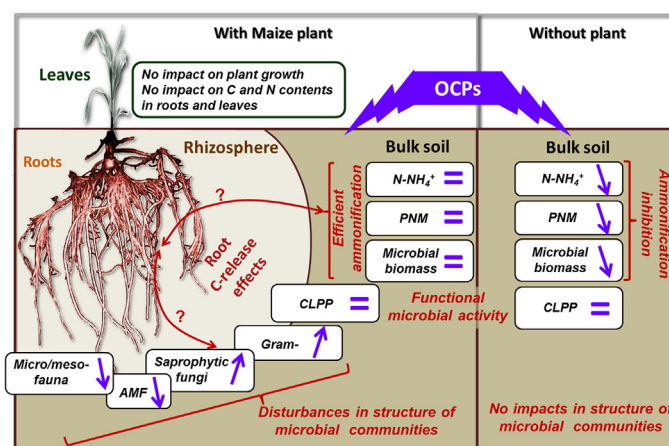 With Maize plant
Without plant
Leaves
No impact on plant growth
No impact on C and N contents
in roots and leaves
OCPs
Roots
Rhizosphere
Bulk soil
Bulk soil
?
Efficient
ammonification
N-NH₄⁺ =
PNM =
Microbial
biomass =
N-NH₄⁺
PNM
Microbial
biomass
Ammonification
inhibition
Root
C-release
effects
?
CLPP =
Functional
microbial activity
CLPP =
Gram-
Saprophytic
fungi
AMF
Micro/meso-
fauna
Disturbances in structure of
microbial communities
No impacts in structure of
microbial communities